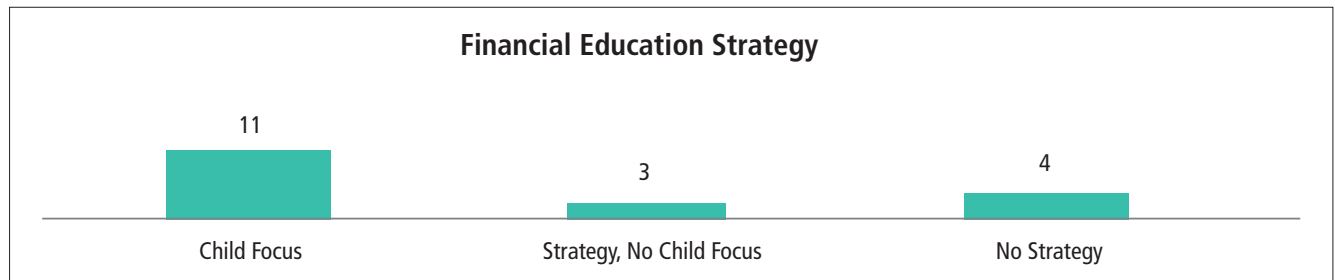 Financial Education Strategy
11
3
4
Child Focus
Strategy, No Child Focus
No Strategy